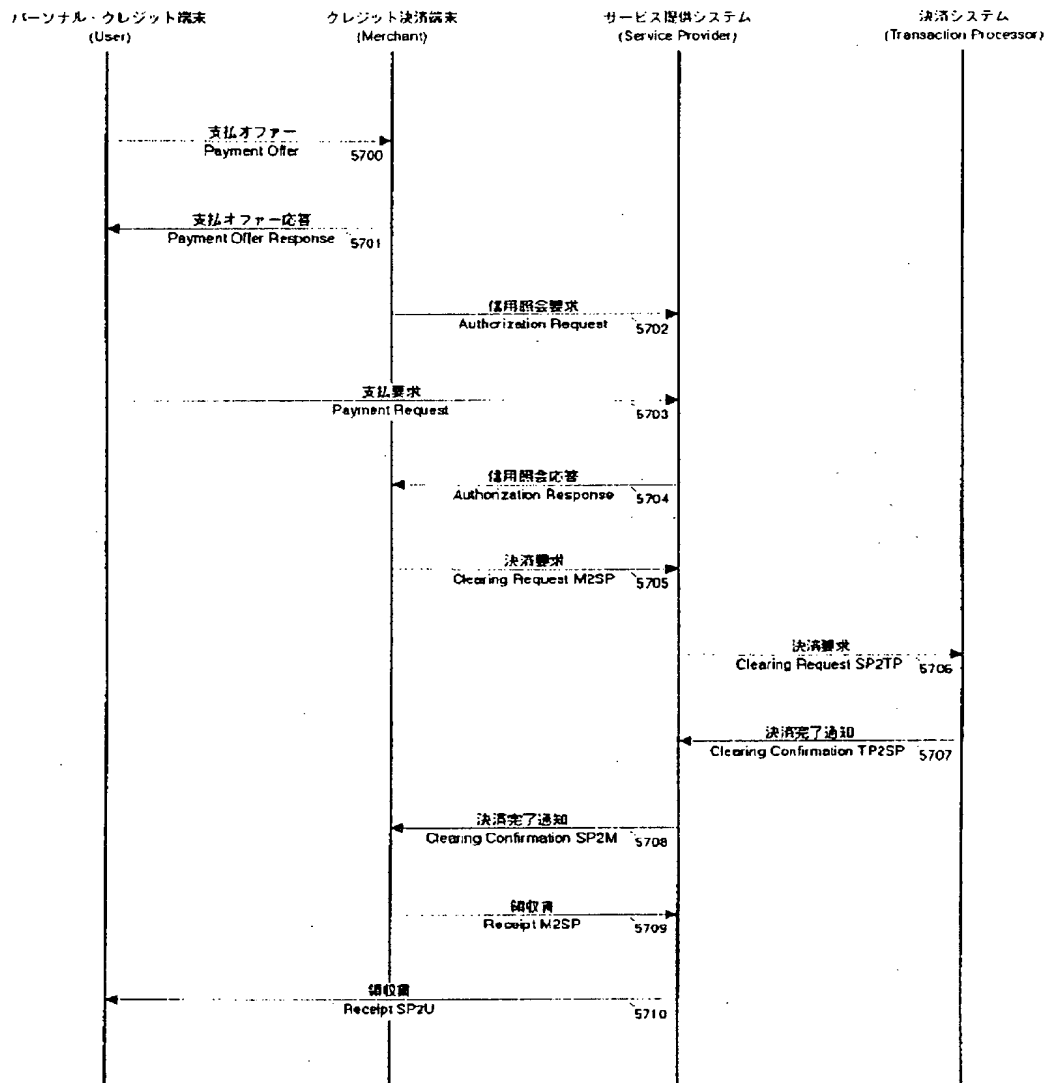 パーソナル・クレジット端末
(User)
クレジット決済端末
(Merchant)
サービス提供システム
(Service Provider)
決済システム
(Transaction Processor)
支払オファー
Payment Offer
5700
支払オファー応答
Payment Offer Response
5701
信用照会要求
Authorization Request
5702
支払要求
Payment Request
5703
信用照会応答
Authorization Response
5704
決済要求
Clearing Request M2SP
5705
決済要求
Clearing Request SP2TP
5706
決済完了通知
Clearing Confirmation TP2SP
5707
決済完了通知
Clearing Confirmation SP2M
5708
領収書
Receipt M2SP
5709
領収書
Receipt SP2U
5710